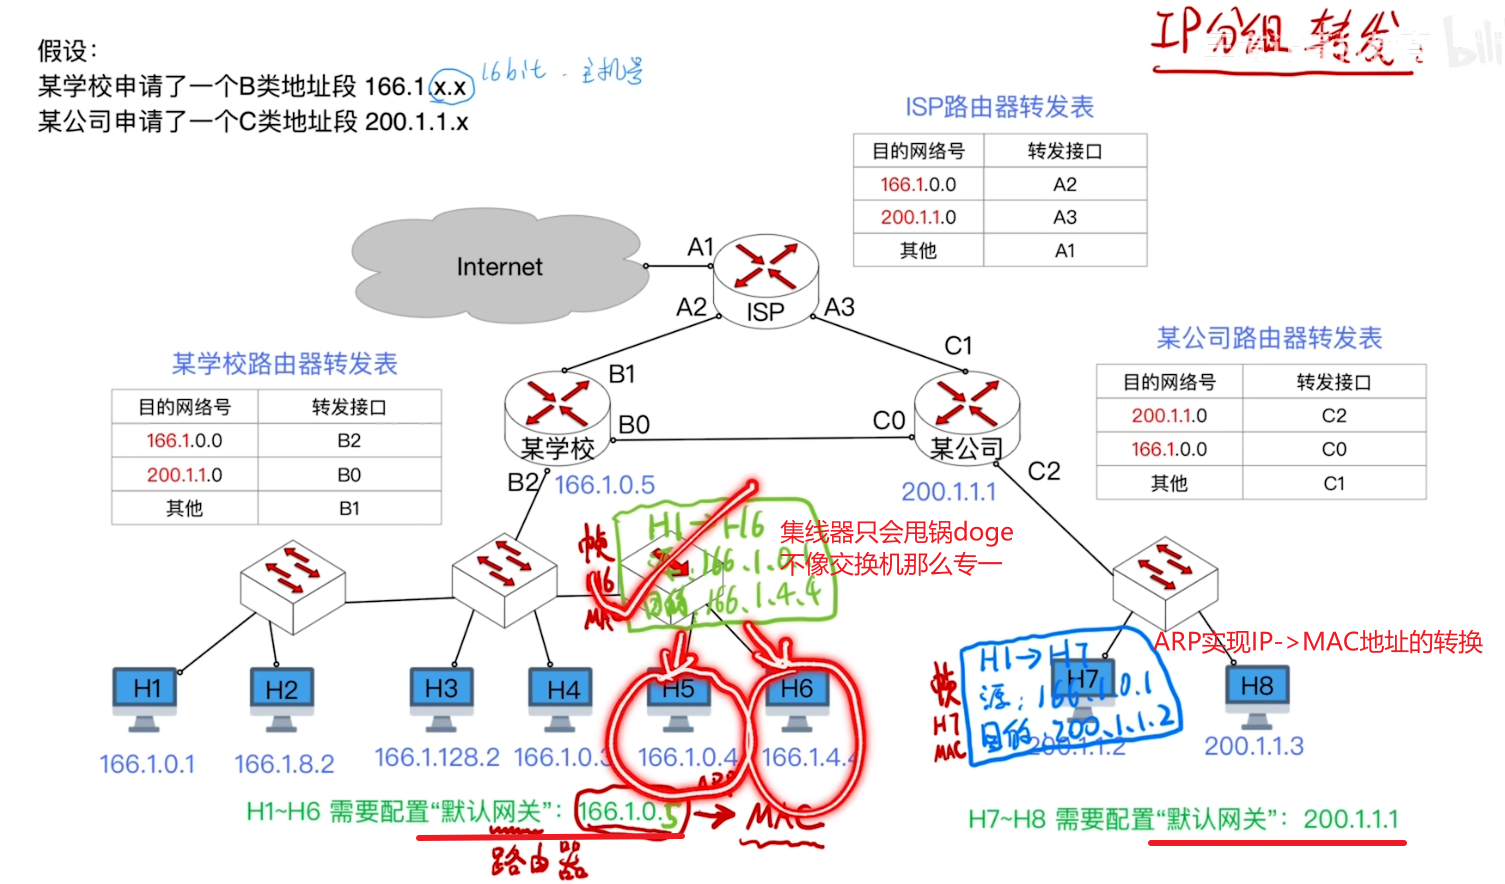 IP分组 转发
bili
假设：
某学校申请了一个B类地址段 166.1.x.x
16bit. 主机号
某公司申请了一个C类地址段 200.1.1.x
ISP路由器转发表
目的网络号 转发接口
166.1.0.0 A2
200.1.1.0 A3
其他 A1
Internet
A1
A2
ISP
A3
某学校路由器转发表
目的网络号 转发接口
166.1.0.0 B2
200.1.1.0 B0
其他 B1
某公司路由器转发表
目的网络号 转发接口
200.1.1.0 C2
166.1.0.0 C0
其他 C1
B1
B0
某学校
B2
166.1.0.5
C1
C0
某公司
C2
200.1.1.1
帧
H6
MAC
H1→H6
源:166.1.0.1
目的:166.1.4.4
集线器只会甩锅doge
不像交换机那么专一
ARP实现IP->MAC地址的转换
帧
H7
MAC
H1→H7
源:166.1.0.1
目的:200.1.1.2
H1
H2
H3
H4
H5
H6
H7
H8
166.1.0.1
166.1.8.2
166.1.128.2
166.1.0.3
166.1.0.4
166.1.4.4
200.1.1.2
200.1.1.3
H1~H6 需要配置“默认网关”：166.1.0.5
ARP
→ MAC
路由器
H7~H8 需要配置“默认网关”：200.1.1.1